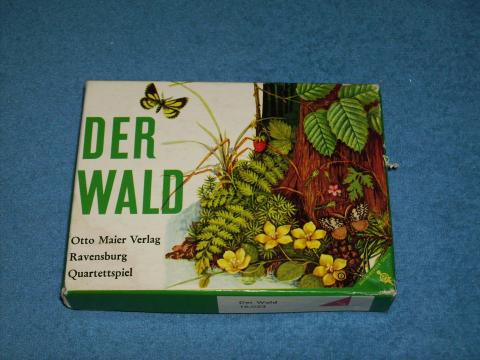 DER
WALD
Otto Maier Verlag
Ravensburg
Quartettspiel
Der Wald